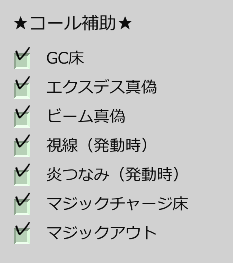 ★コール補助★
GC床
エクスデス真偽
ビーム真偽
視線（発動時）
炎つなみ（発動時）
マジックチャージ床
マジックアウト